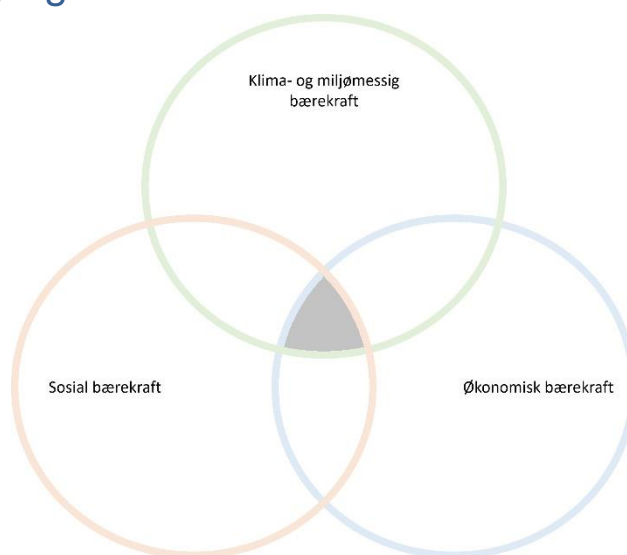 Klima- og miljømessig
bærekraft
Sosial bærekraft
Økonomisk bærekraft